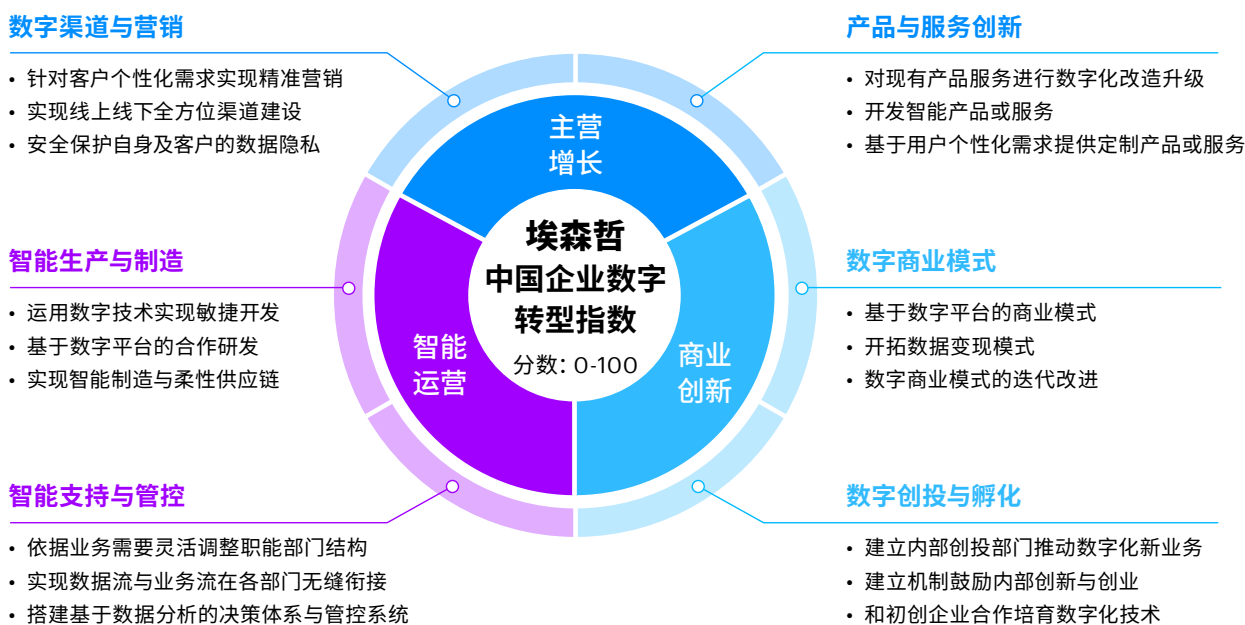 数字渠道与营销
• 针对客户个性化需求实现精准营销
• 实现线上线下全方位渠道建设
• 安全保护自身及客户的数据隐私
产品与服务创新
• 对现有产品服务进行数字化改造升级
• 开发智能产品或服务
• 基于用户个性化需求提供定制产品或服务
主营
增长
埃森哲
中国企业数字
转型指数
分数：0-100
智能
运营
商业
创新
智能生产与制造
• 运用数字技术实现敏捷开发
• 基于数字平台的合作研发
• 实现智能制造与柔性供应链
数字商业模式
• 基于数字平台的商业模式
• 开拓数据变现模式
• 数字商业模式的迭代改进
智能支持与管控
• 依据业务需要灵活调整职能部门结构
• 实现数据流与业务流在各部门无缝衔接
• 搭建基于数据分析的决策体系与管控系统
数字创投与孵化
• 建立内部创投部门推动数字化新业务
• 建立机制鼓励内部创新与创业
• 和初创企业合作培育数字化技术